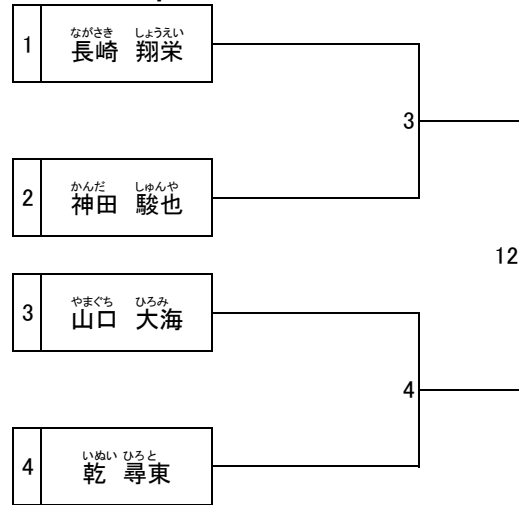 1
ながさき しょうえい
長崎 翔栄
3
2
かんだ しゅんや
神田 駿也
12
3
やまぐち ひろみ
山口 大海
4
4
いぬい ひろと
乾 尋東